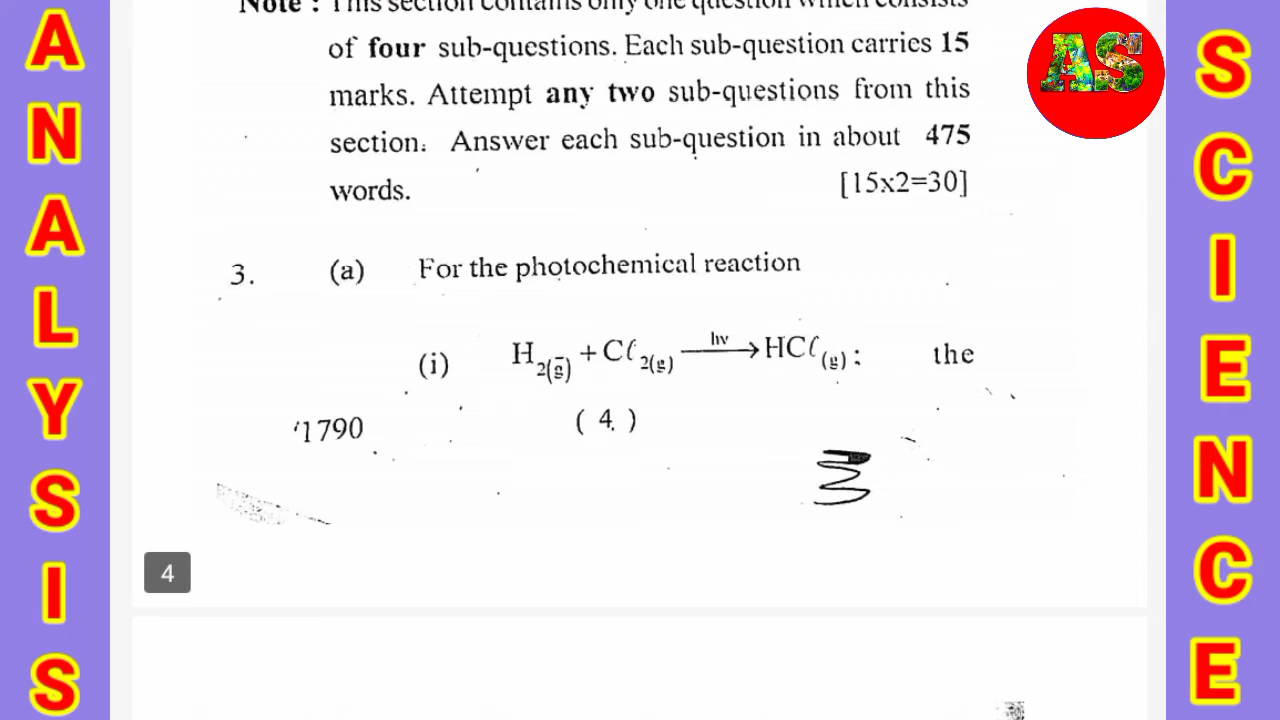 Note : This section contains only one question which consists
of four sub-questions. Each sub-question carries 15
marks. Attempt any two sub-questions from this
section. Answer each sub-question in about 475
words. [15x2=30]
3. (a) For the photochemical reaction
(i) H2(g) + Cℓ2(g) —hν→ HCℓ(g) : the
1790 ( 4 )
4
ANALYSIS
AS
SCIENCE